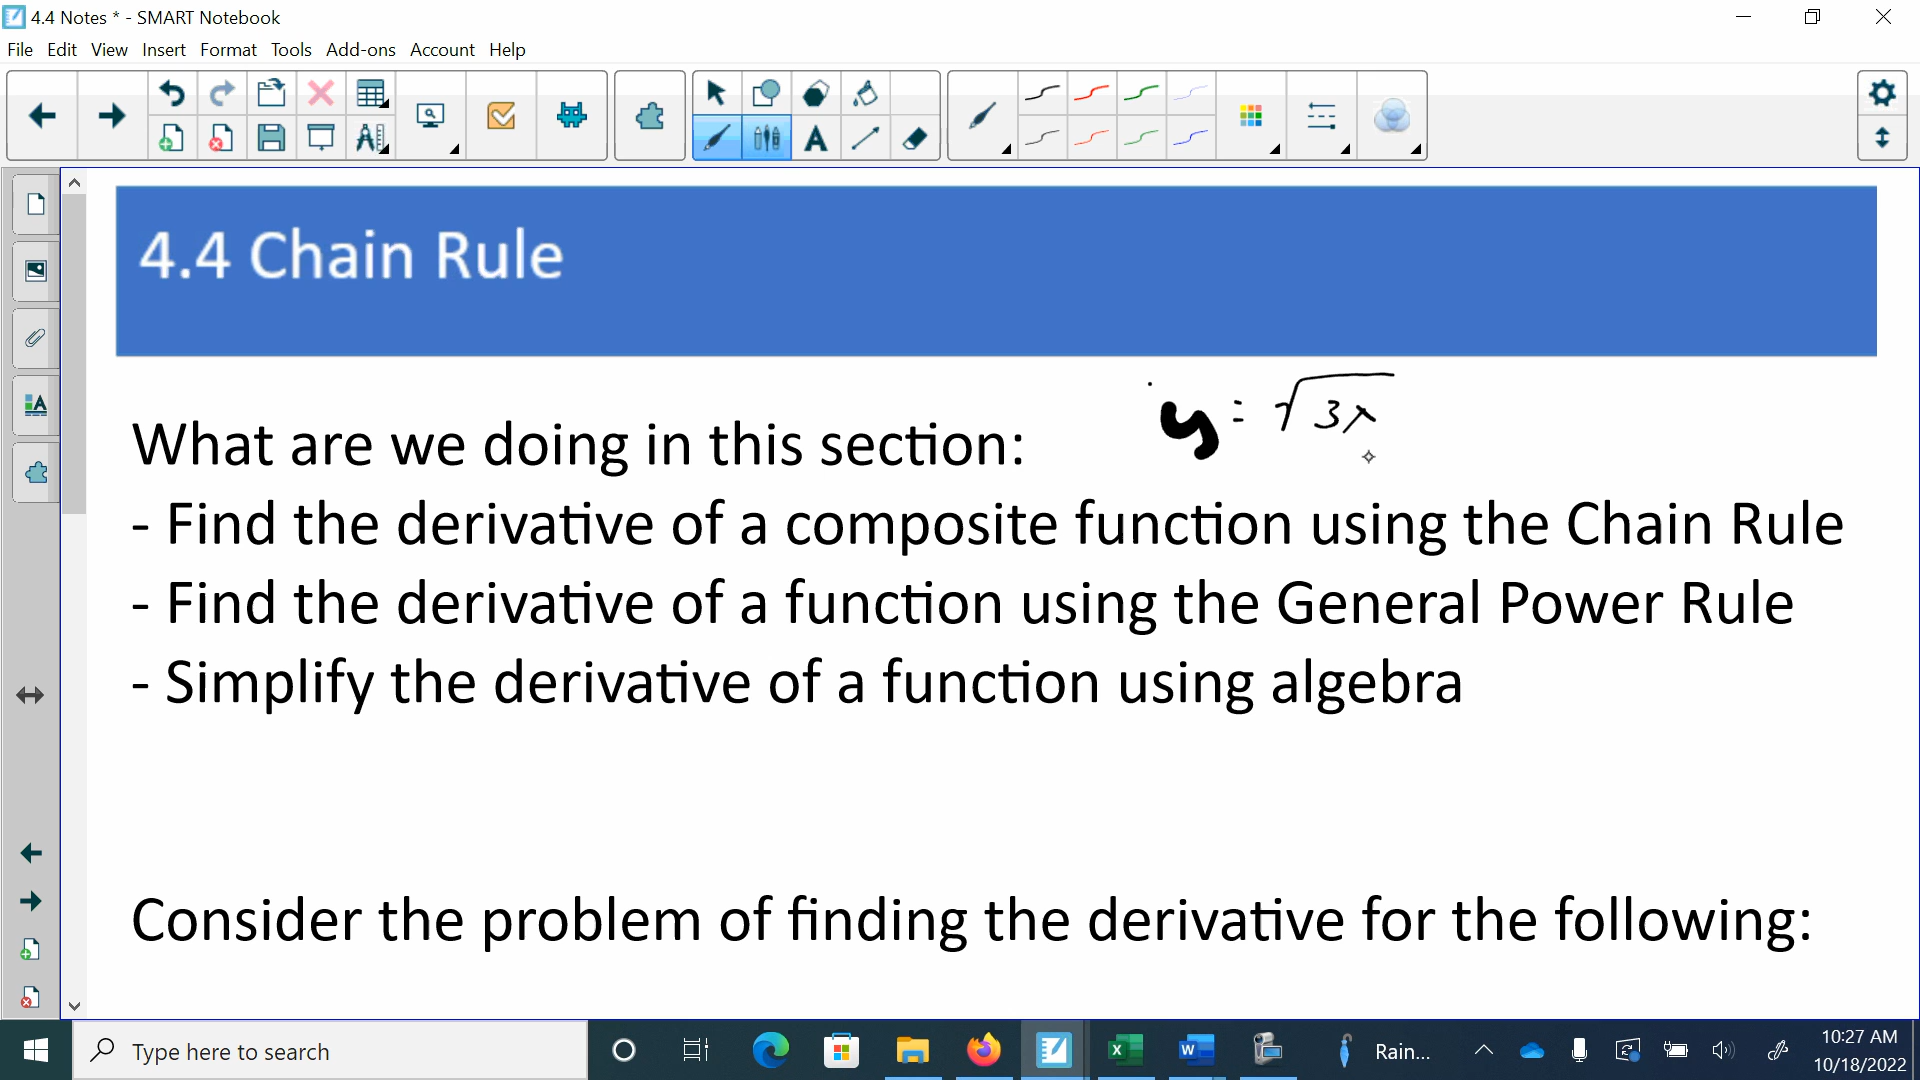 4.4 Notes * - SMART Notebook
File Edit View Insert Format Tools Add-ons Account Help
4.4 Chain Rule
y = √3x
What are we doing in this section:
- Find the derivative of a composite function using the Chain Rule
- Find the derivative of a function using the General Power Rule
- Simplify the derivative of a function using algebra
Consider the problem of finding the derivative for the following:
Type here to search
Rain...
10:27 AM
10/18/2022